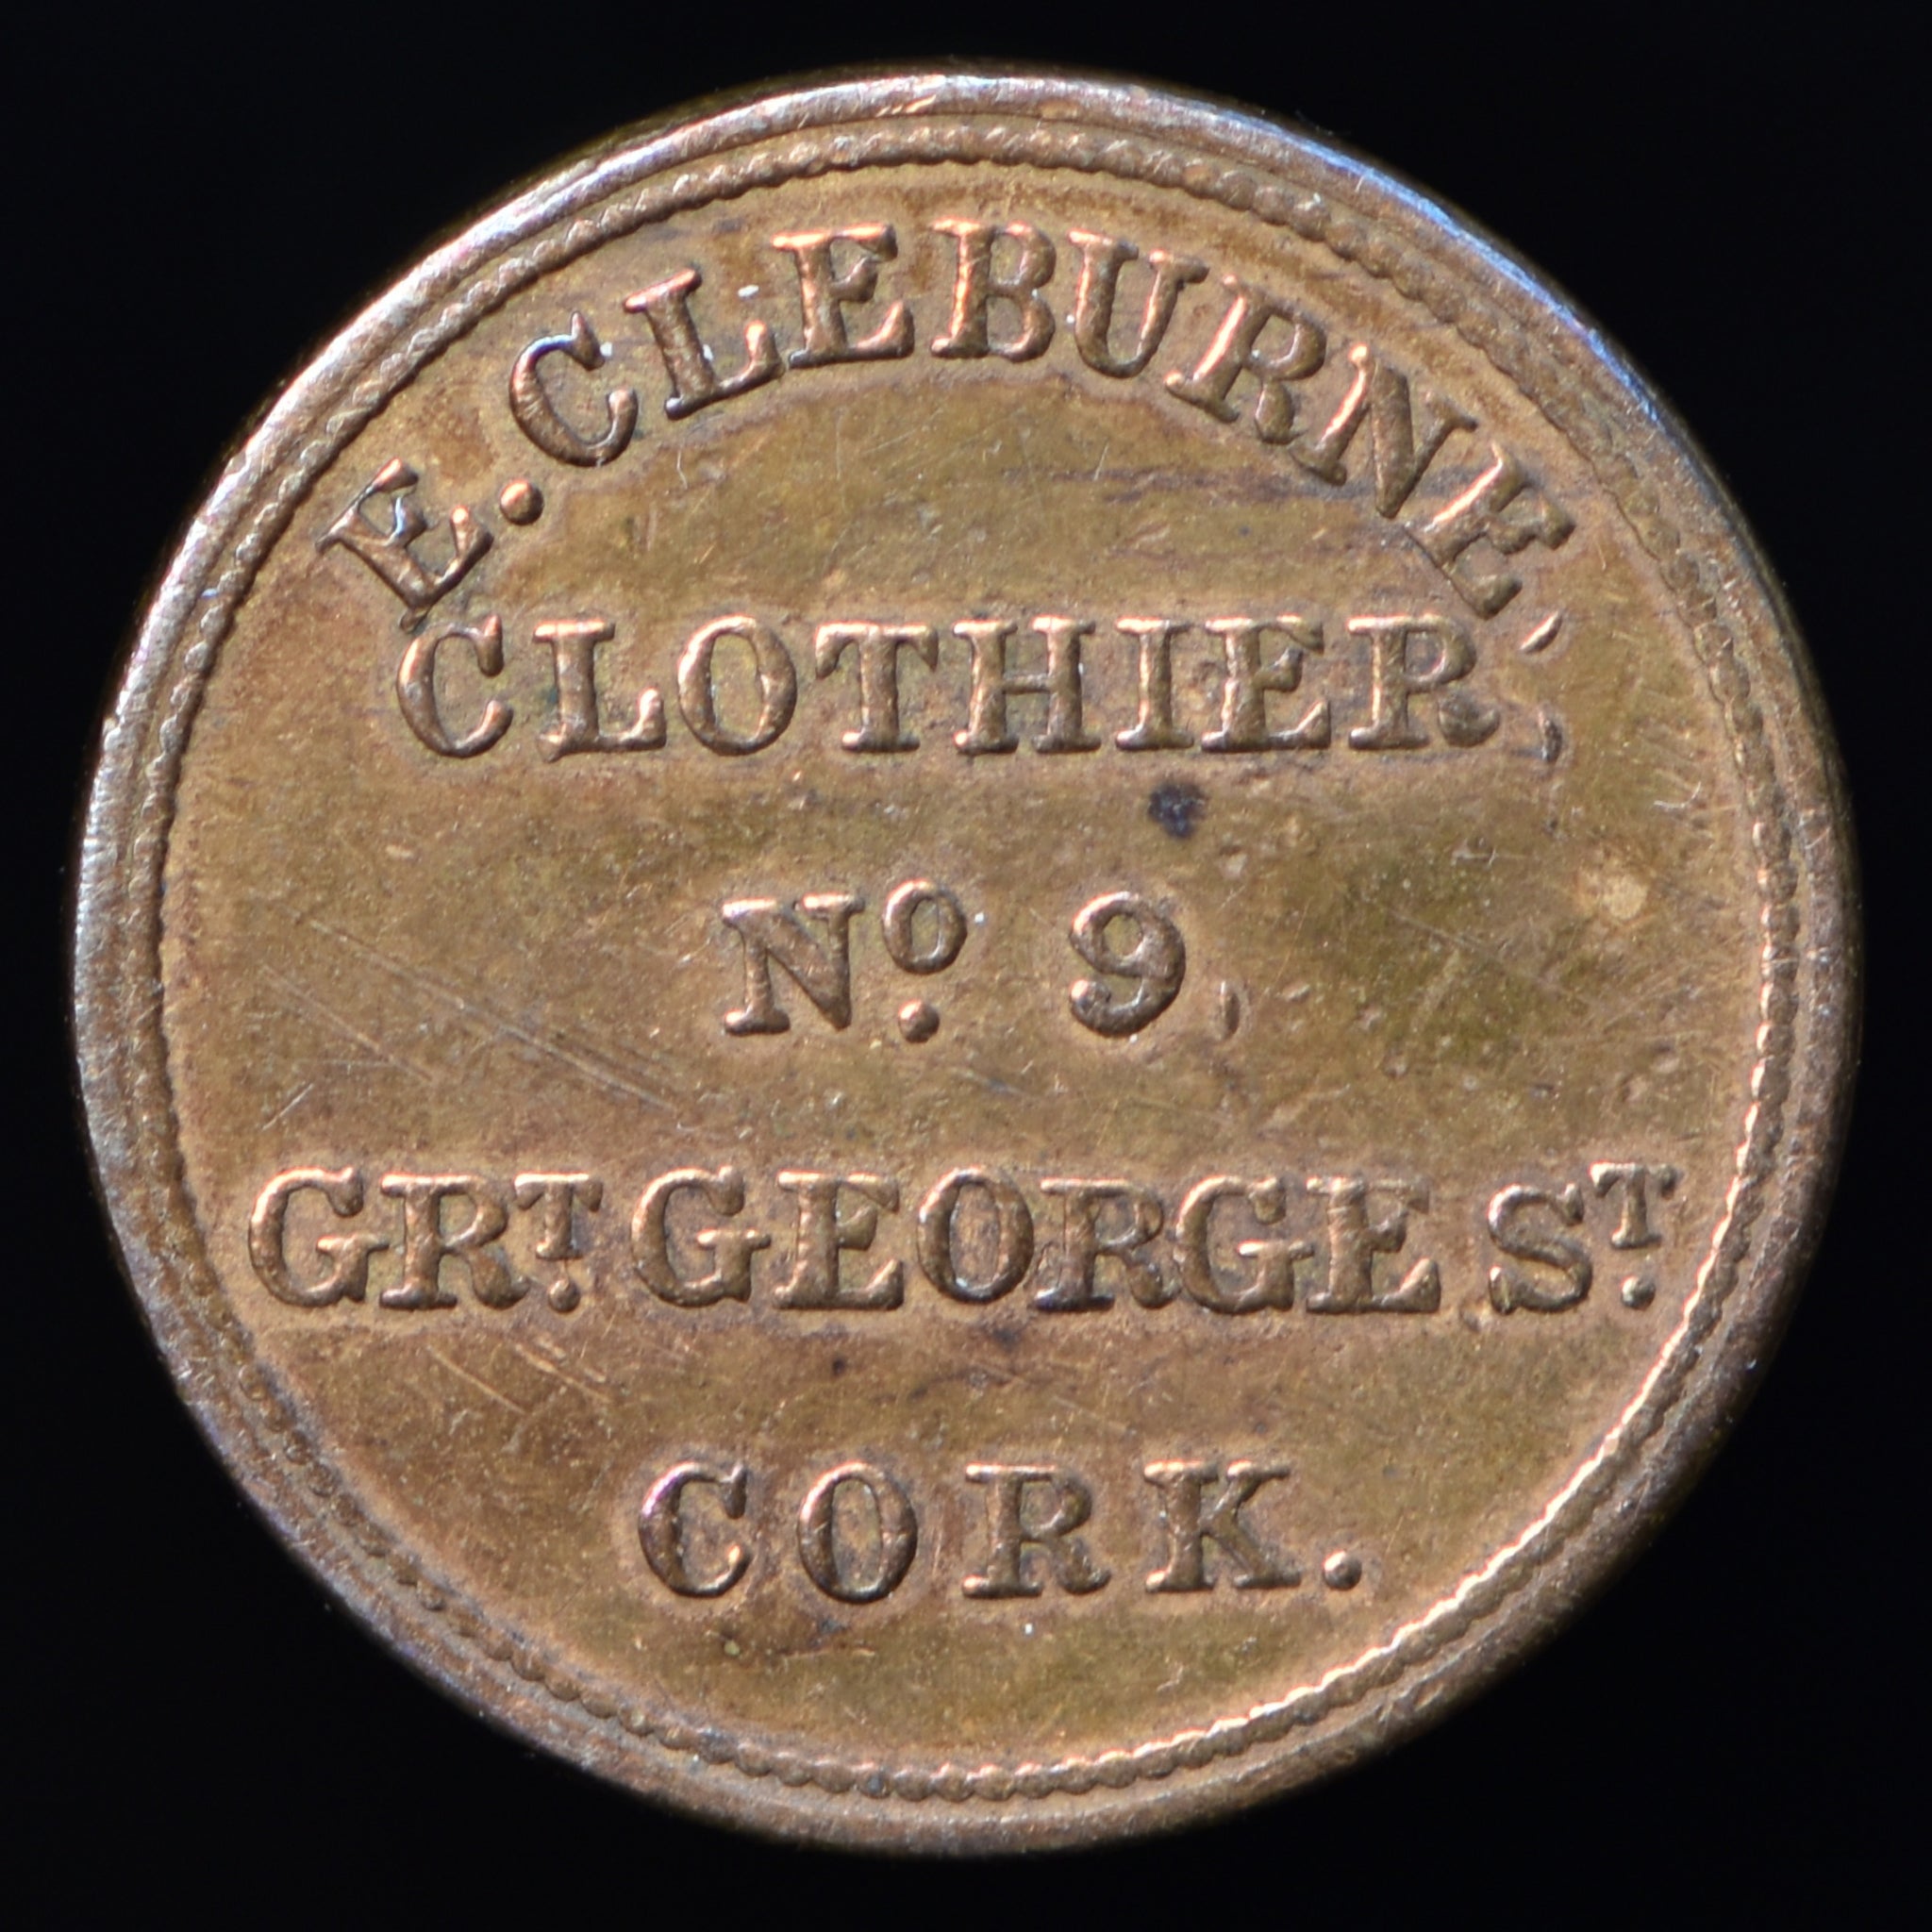 E. CLEBURNE,
CLOTHIER,
Nº. 9,
GRT. GEORGE ST.
CORK.